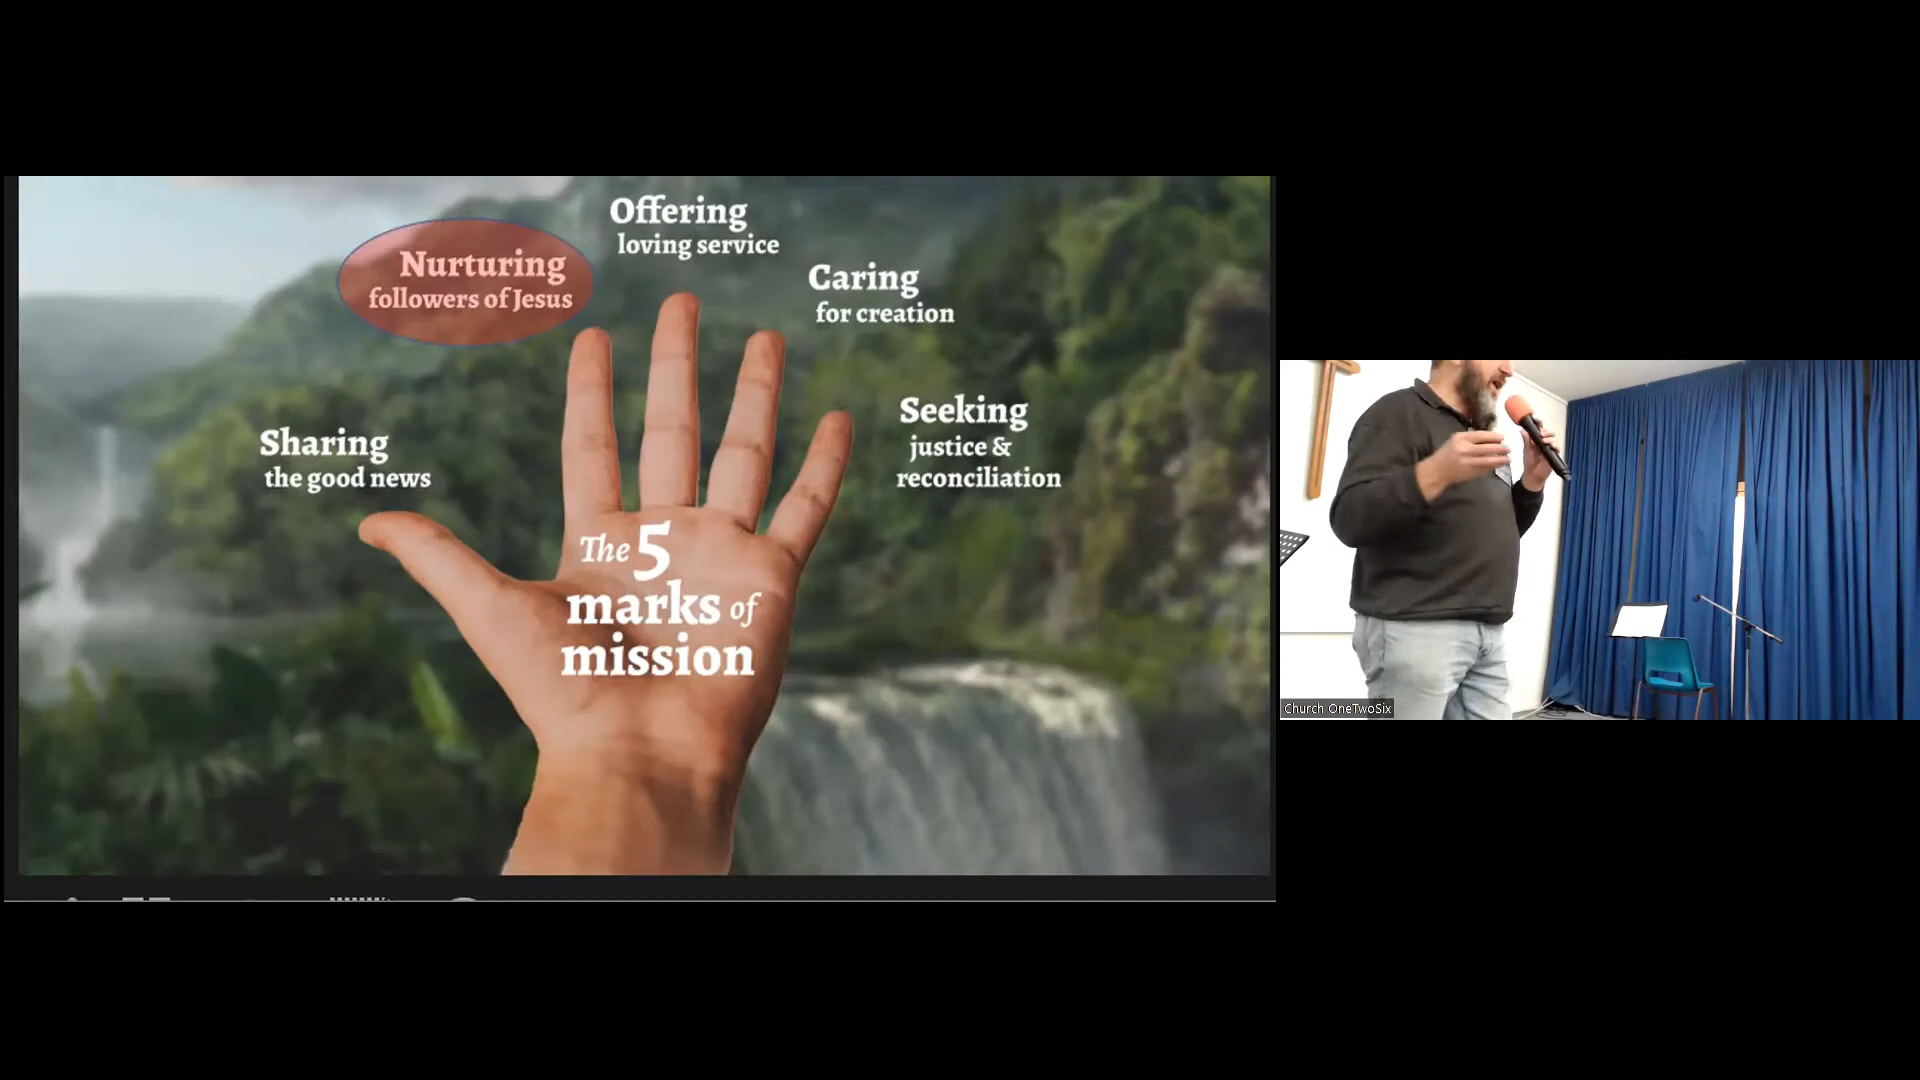 Offering
loving service
Nurturing
followers of Jesus
Caring
for creation
Sharing
the good news
Seeking
justice &
reconciliation
The 5
marks of
mission
Church OneTwoSix